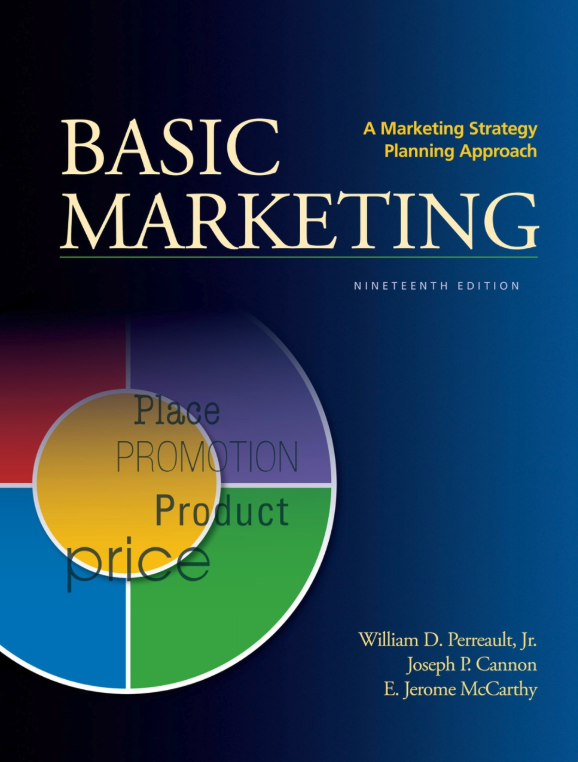 BASIC
MARKETING
A Marketing Strategy
Planning Approach
NINETEENTH EDITION
Place
PROMOTION
Product
price
William D. Perreault, Jr.
Joseph P. Cannon
E. Jerome McCarthy